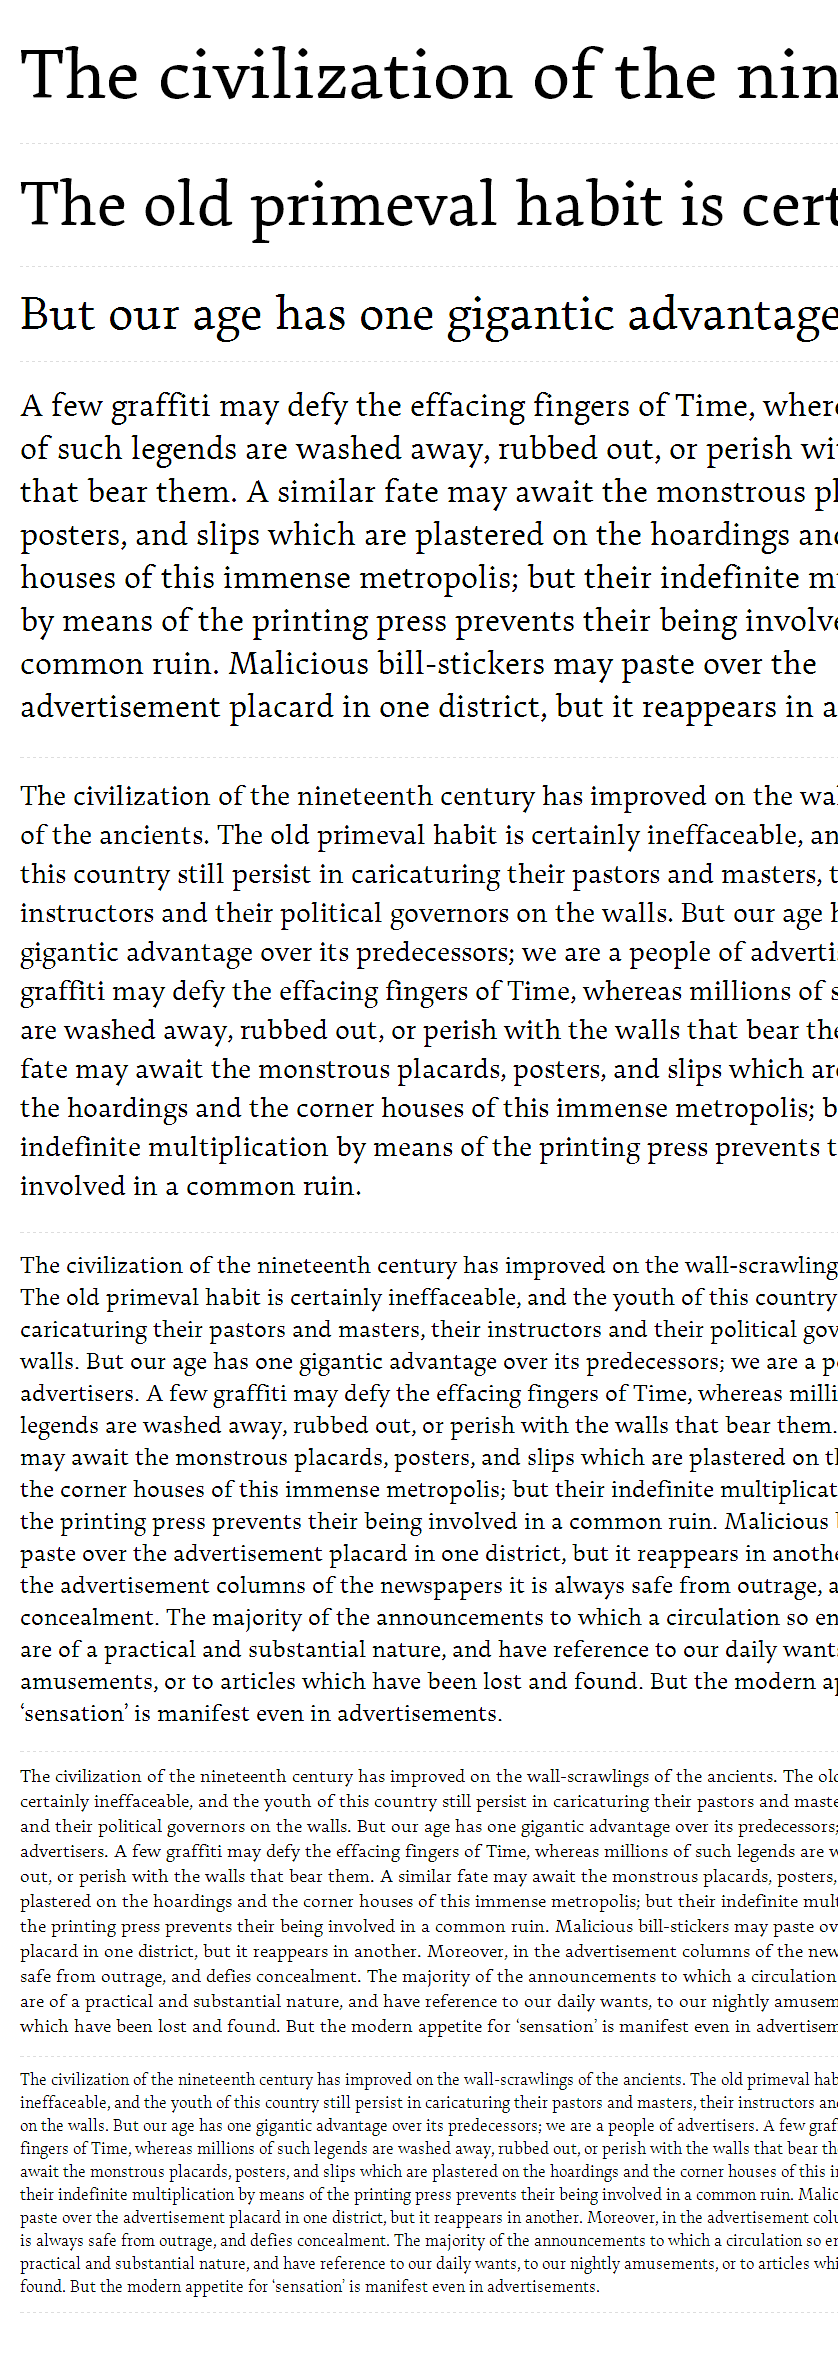 The civilization of the nin
The old primeval habit is cert
But our age has one gigantic advantage
A few graffiti may defy the effacing fingers of Time, where
of such legends are washed away, rubbed out, or perish wi
that bear them. A similar fate may await the monstrous pl
posters, and slips which are plastered on the hoardings and
houses of this immense metropolis; but their indefinite m
by means of the printing press prevents their being involve
common ruin. Malicious bill-stickers may paste over the
advertisement placard in one district, but it reappears in a
The civilization of the nineteenth century has improved on the wal
of the ancients. The old primeval habit is certainly ineffaceable, an
this country still persist in caricaturing their pastors and masters, t
instructors and their political governors on the walls. But our age h
gigantic advantage over its predecessors; we are a people of adverti
graffiti may defy the effacing fingers of Time, whereas millions of s
are washed away, rubbed out, or perish with the walls that bear the
fate may await the monstrous placards, posters, and slips which are
the hoardings and the corner houses of this immense metropolis; b
indefinite multiplication by means of the printing press prevents t
involved in a common ruin.
The civilization of the nineteenth century has improved on the wall-scrawling
The old primeval habit is certainly ineffaceable, and the youth of this country
caricaturing their pastors and masters, their instructors and their political gov
walls. But our age has one gigantic advantage over its predecessors; we are a p
advertisers. A few graffiti may defy the effacing fingers of Time, whereas milli
legends are washed away, rubbed out, or perish with the walls that bear them.
may await the monstrous placards, posters, and slips which are plastered on t
the corner houses of this immense metropolis; but their indefinite multiplicat
the printing press prevents their being involved in a common ruin. Malicious b
paste over the advertisement placard in one district, but it reappears in anothe
the advertisement columns of the newspapers it is always safe from outrage, a
concealment. The majority of the announcements to which a circulation so en
are of a practical and substantial nature, and have reference to our daily want
amusements, or to articles which have been lost and found. But the modern ap
‘sensation’ is manifest even in advertisements.
The civilization of the nineteenth century has improved on the wall-scrawlings of the ancients. The old
certainly ineffaceable, and the youth of this country still persist in caricaturing their pastors and maste
and their political governors on the walls. But our age has one gigantic advantage over its predecessors;
advertisers. A few graffiti may defy the effacing fingers of Time, whereas millions of such legends are w
out, or perish with the walls that bear them. A similar fate may await the monstrous placards, posters,
plastered on the hoardings and the corner houses of this immense metropolis; but their indefinite mult
the printing press prevents their being involved in a common ruin. Malicious bill-stickers may paste ov
placard in one district, but it reappears in another. Moreover, in the advertisement columns of the new
safe from outrage, and defies concealment. The majority of the announcements to which a circulation
are of a practical and substantial nature, and have reference to our daily wants, to our nightly amusem
which have been lost and found. But the modern appetite for ‘sensation’ is manifest even in advertisem
The civilization of the nineteenth century has improved on the wall-scrawlings of the ancients. The old primeval hab
ineffaceable, and the youth of this country still persist in caricaturing their pastors and masters, their instructors an
on the walls. But our age has one gigantic advantage over its predecessors; we are a people of advertisers. A few graf
fingers of Time, whereas millions of such legends are washed away, rubbed out, or perish with the walls that bear th
await the monstrous placards, posters, and slips which are plastered on the hoardings and the corner houses of this i
their indefinite multiplication by means of the printing press prevents their being involved in a common ruin. Malic
paste over the advertisement placard in one district, but it reappears in another. Moreover, in the advertisement colu
is always safe from outrage, and defies concealment. The majority of the announcements to which a circulation so en
practical and substantial nature, and have reference to our daily wants, to our nightly amusements, or to articles whi
found. But the modern appetite for ‘sensation’ is manifest even in advertisements.